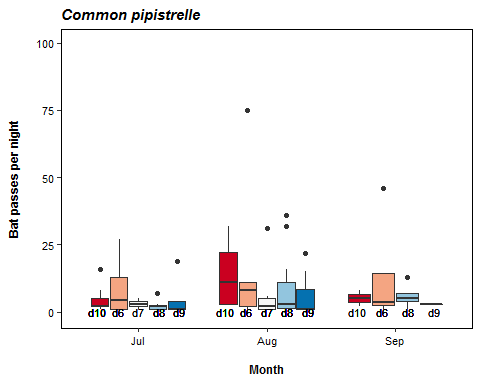 Common pipistrelle
100
75
50
25
0
Bat passes per night
d10 d6 d7 d8 d9 d10 d6 d7 d8 d9 d10 d6 d8 d9
Jul Aug Sep
Month